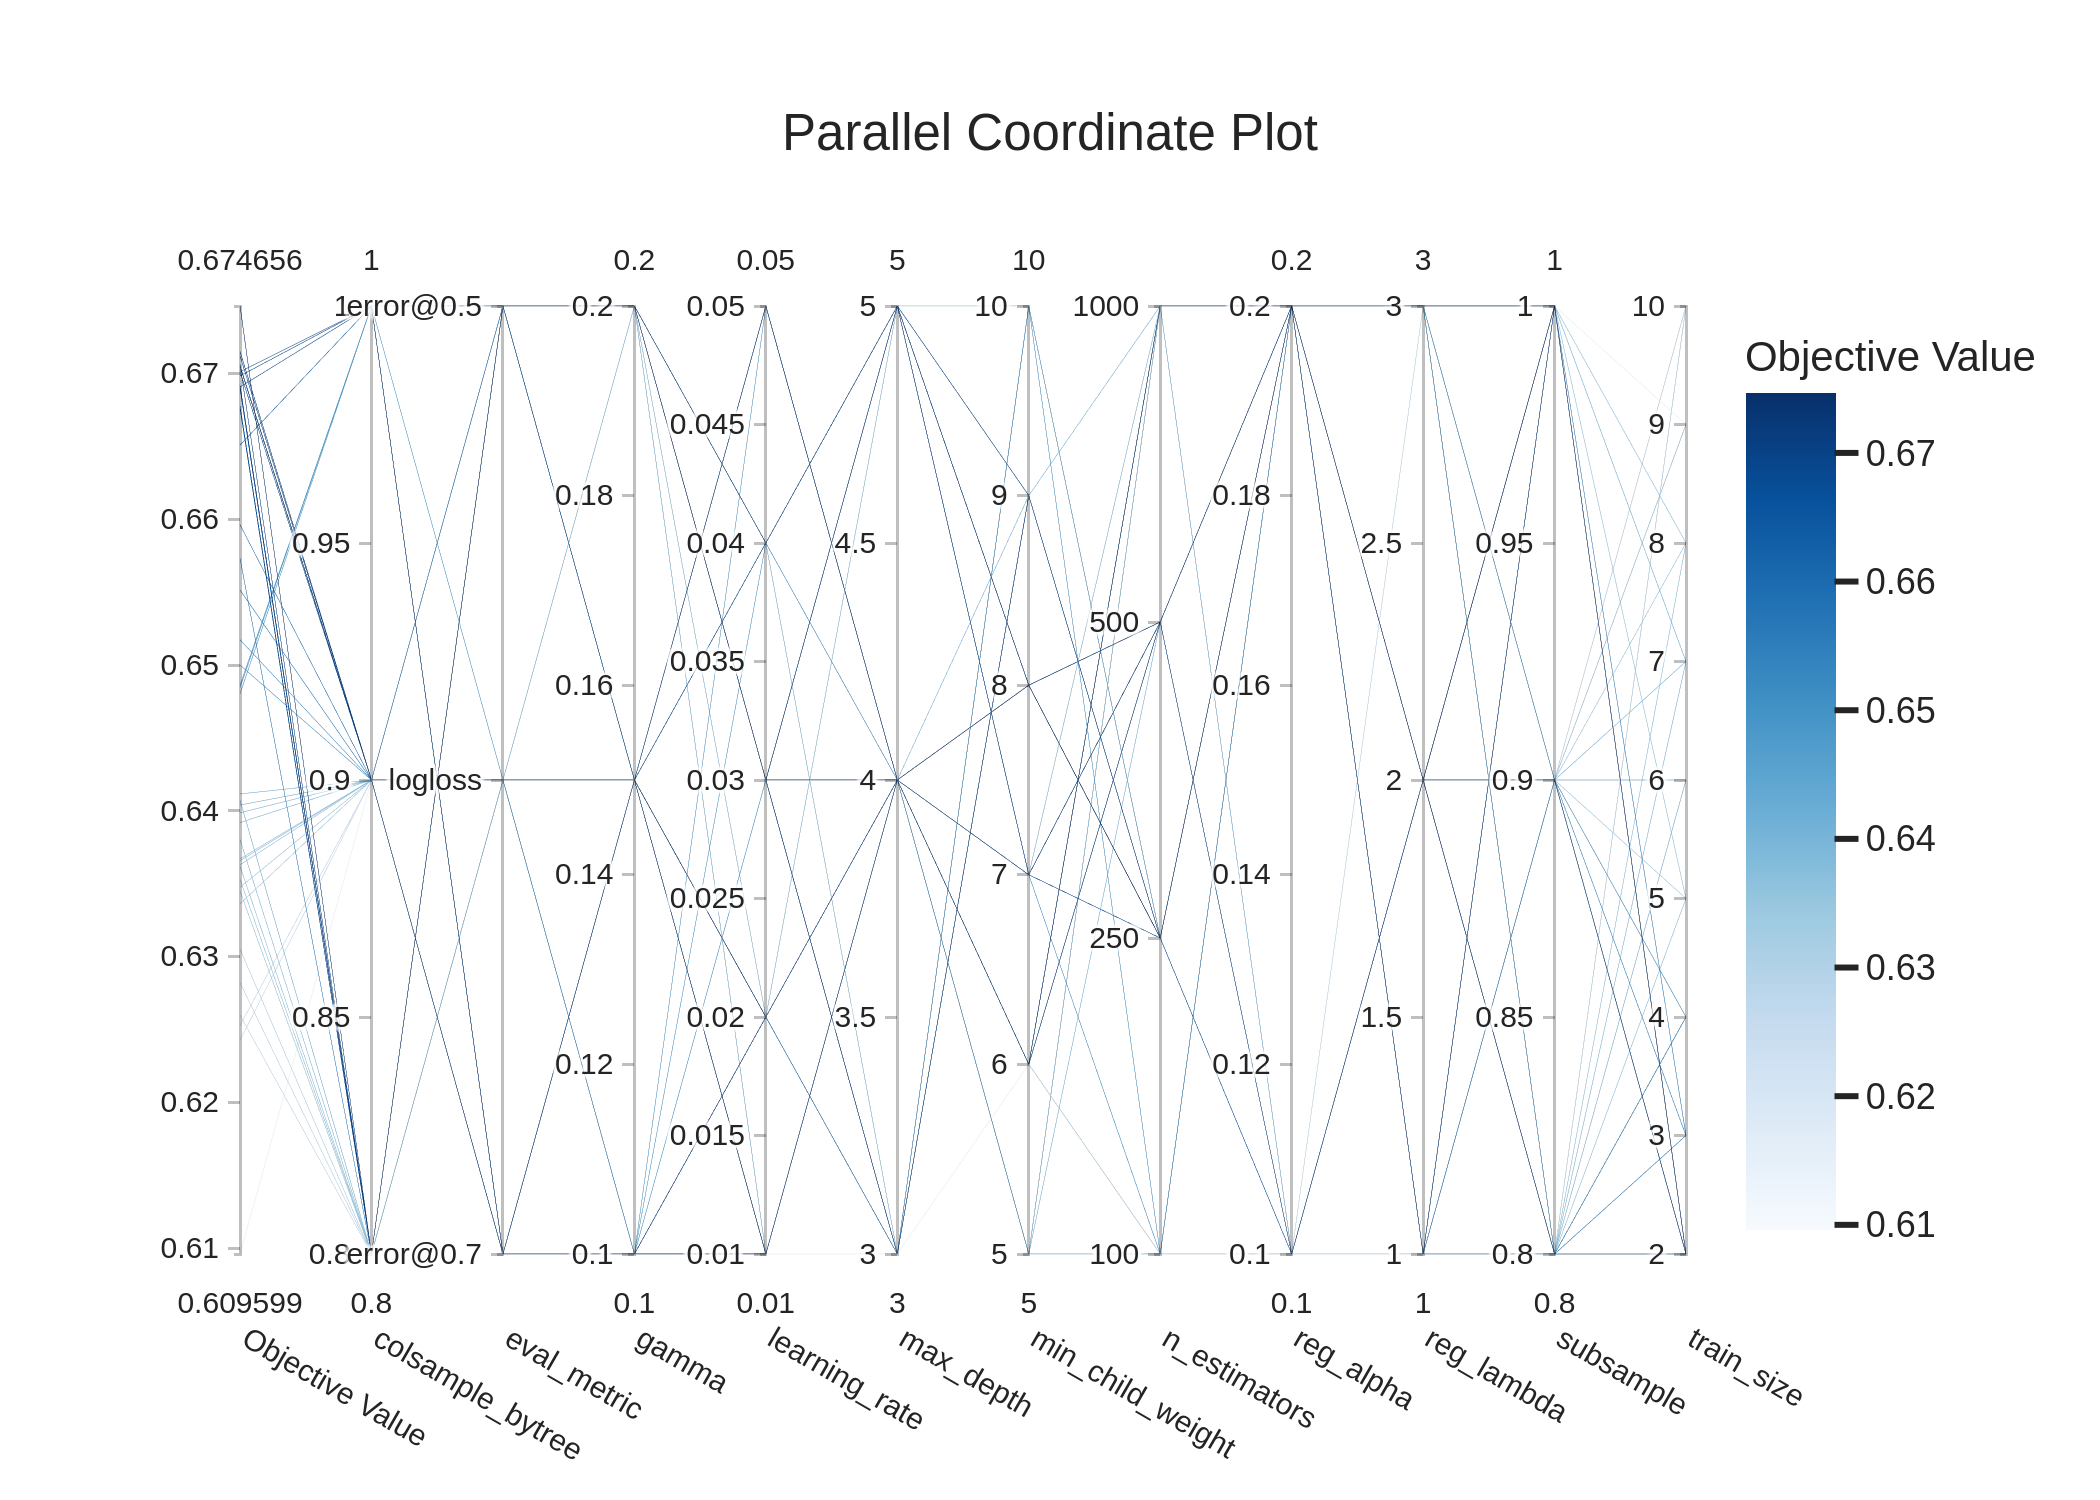 Parallel Coordinate Plot
0.674656 1 0.2 0.05 5 10 0.2 3 1
1 error@0.5 0.2 0.05 5 10 1000 0.2 3 1 10
Objective Value
0.67
0.045 9
0.67
0.18 9 0.18
0.66
0.95 0.04 4.5 2.5 0.95 8
0.66
500
0.65 0.035 7
0.16 8 0.16
0.65
0.9 logloss 0.03 4 2 0.9 6
0.64
0.64
0.14 7 0.14
0.025 5
250
0.63
0.63
0.85 0.02 3.5 1.5 0.85 4
0.12 6 0.12
0.62
0.62
0.015 3
0.61
0.61
0.8 error@0.7 0.1 0.01 3 5 100 0.1 1 0.8 2
0.609599 0.8 0.1 0.01 3 5 0.1 1 0.8
Objective Value
colsample_bytree
eval_metric
gamma
learning_rate
max_depth
min_child_weight
n_estimators
reg_alpha
reg_lambda
subsample
train_size